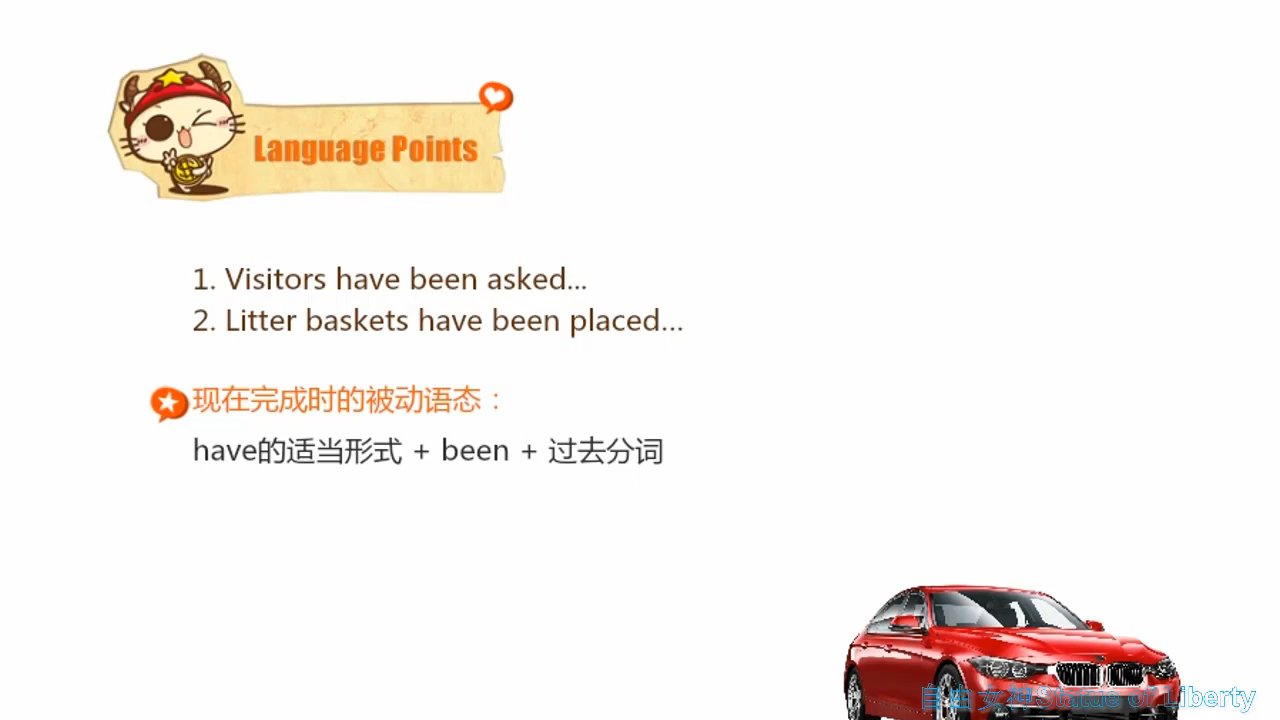 Language Points
1. Visitors have been asked...
2. Litter baskets have been placed...
现在完成时的被动语态：
have的适当形式 + been + 过去分词
自由女神Statue of Liberty